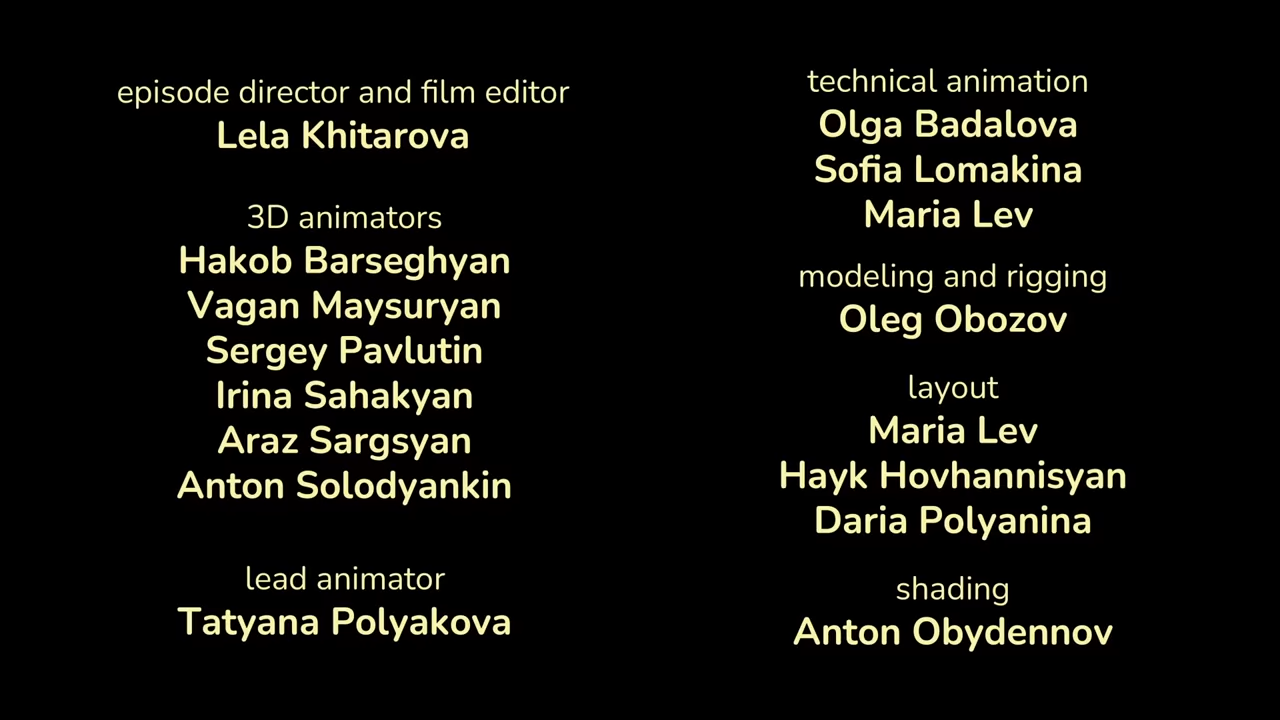 episode director and film editor
Lela Khitarova
3D animators
Hakob Barseghyan
Vagan Maysuryan
Sergey Pavlutin
Irina Sahakyan
Araz Sargsyan
Anton Solodyankin
lead animator
Tatyana Polyakova
technical animation
Olga Badalova
Sofia Lomakina
Maria Lev
modeling and rigging
Oleg Obozov
layout
Maria Lev
Hayk Hovhannisyan
Daria Polyanina
shading
Anton Obydennov